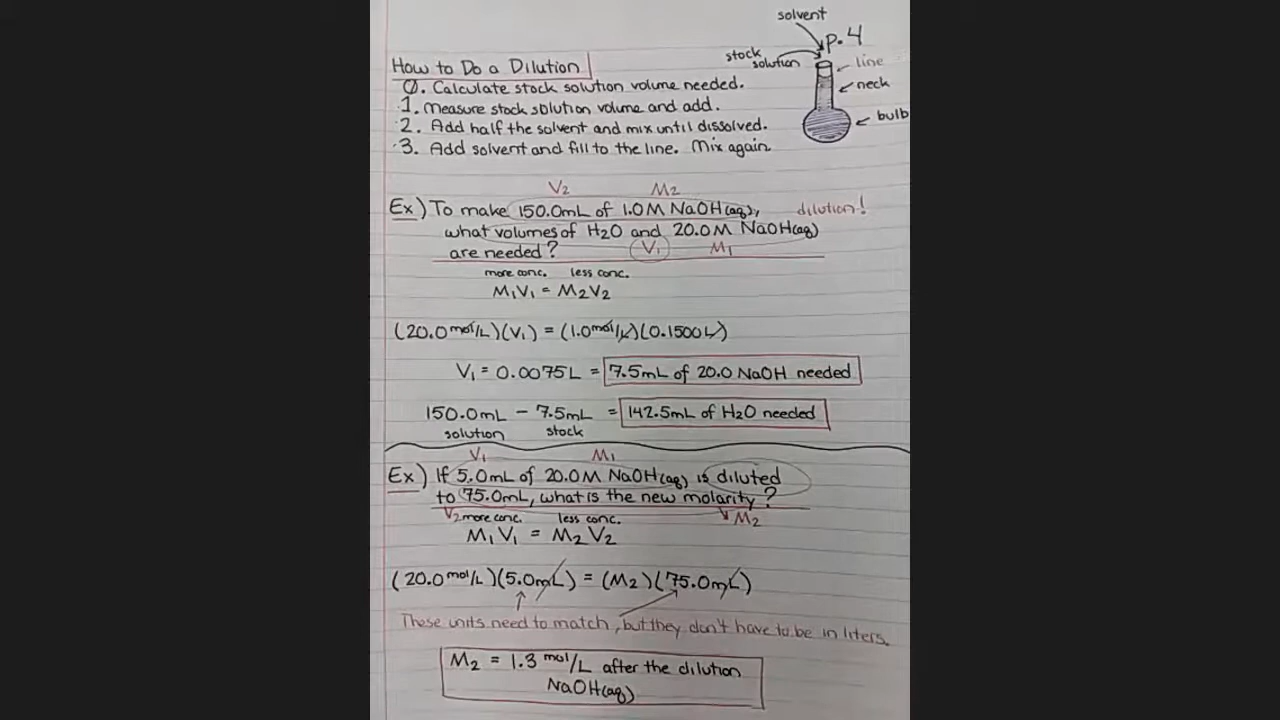 solvent
p.4
stock
solution
line
neck
bulb
How to Do a Dilution
0. Calculate stock solution volume needed.
1. Measure stock solution volume and add.
2. Add half the solvent and mix until dissolved.
3. Add solvent and fill to the line. Mix again
V₂ M₂
Ex) To make 150.0mL of 1.0M NaOH(aq), dilution!
what volumes of H₂O and 20.0M NaOH(aq)
are needed? V₁ M₁
more conc. less conc.
M₁V₁ = M₂V₂
(20.0 mol/L)(V₁) = (1.0 mol/L)(0.1500L)
V₁ = 0.0075L = 7.5mL of 20.0 NaOH needed
150.0mL - 7.5mL = 142.5mL of H₂O needed
solution stock
V₁ M₁
Ex) If 5.0mL of 20.0M NaOH(aq) is diluted
to 75.0mL, what is the new molarity?
V₂ more conc. less conc. M₂
M₁V₁ = M₂V₂
(20.0 mol/L)(5.0mL) = (M₂)(75.0mL)
These units need to match, but they don't have to be in liters.
M₂ = 1.3 mol/L after the dilution
NaOH(aq)